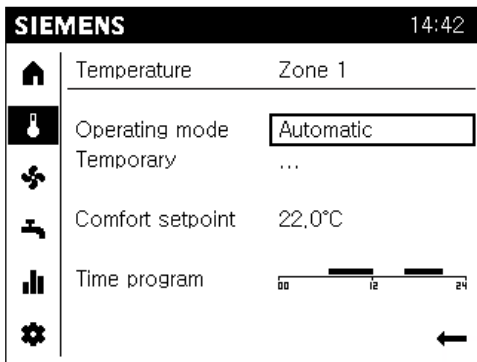 SIEMENS 14:42
Temperature Zone 1
Operating mode Automatic
Temporary ...
Comfort setpoint 22,0°C
Time program
00 12 24